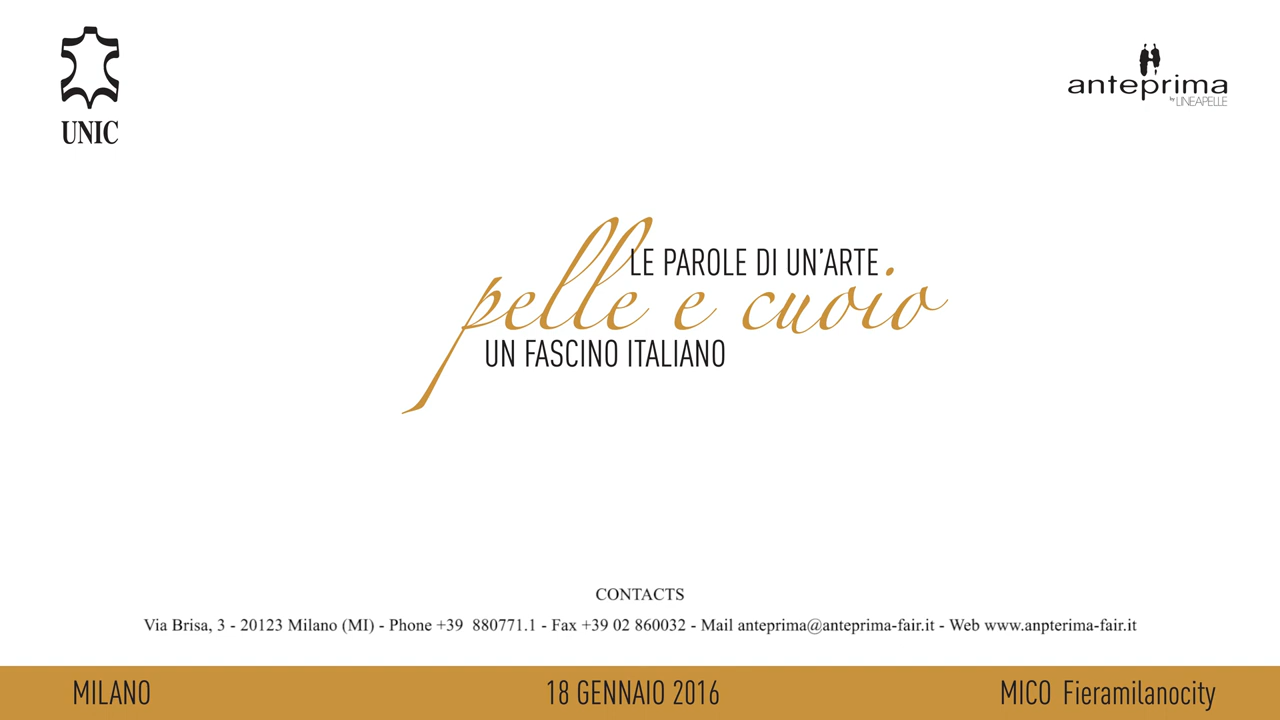 UNIC
anteprima
by LINEAPELLE
LE PAROLE DI UN'ARTE
pelle e cuoio
UN FASCINO ITALIANO
CONTACTS
Via Brisa, 3 - 20123 Milano (MI) - Phone +39  880771.1 - Fax +39 02 860032 - Mail anteprima@anteprima-fair.it - Web www.anpterima-fair.it
MILANO
18 GENNAIO 2016
MICO  Fieramilanocity